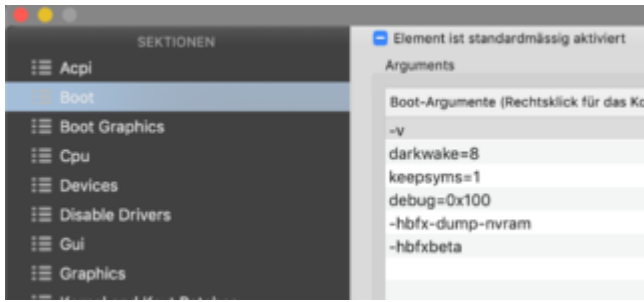 SEKTIONEN
Acpi
Boot
Boot Graphics
Cpu
Devices
Disable Drivers
Gui
Graphics
Element ist standardmässig aktiviert
Arguments
Boot-Argumente (Rechtsklick für das
-v
darkwake=8
keepsyms=1
debug=0x100
-hbfx-dump-nvram
-hbfxbeta